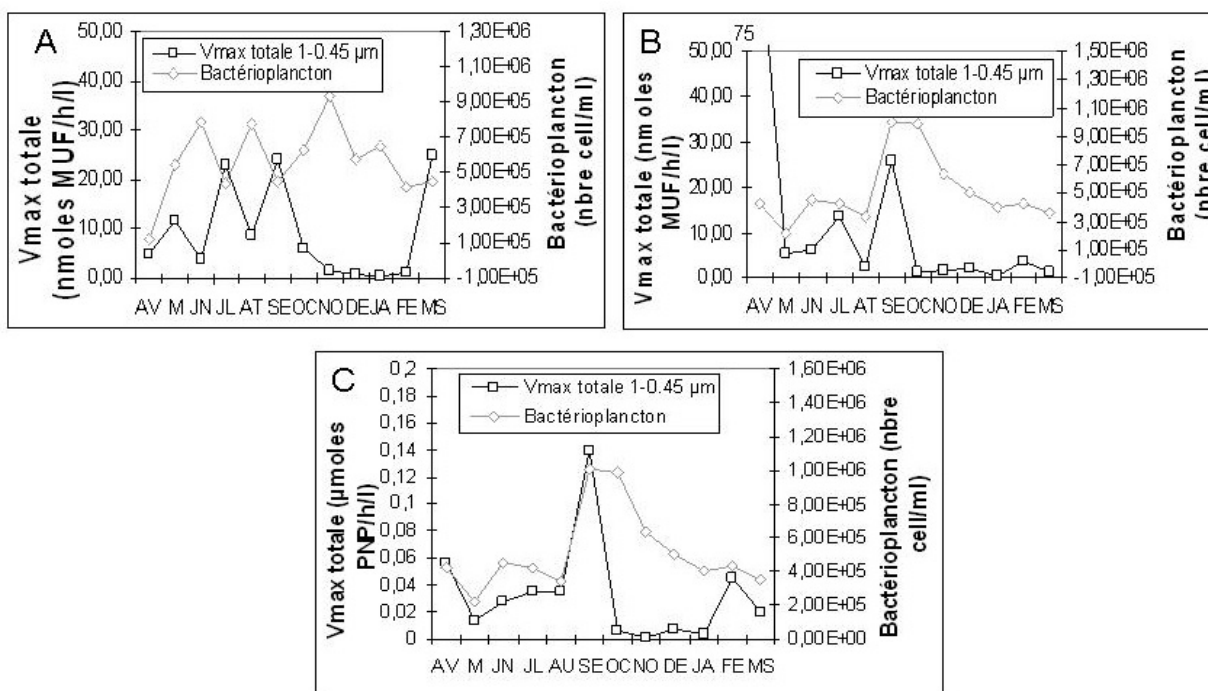 A
Vmax totale
(nmoles MUF/h/l)
50,00
40,00
30,00
20,00
10,00
0,00
Vmax totale 1-0.45 µm
Bactérioplancton
1,30E+06
1,10E+06
9,00E+05
7,00E+05
5,00E+05
3,00E+05
1,00E+05
-1,00E+05
Bactérioplancton
(nbre cell/ml)
AV M JN JL AT SE OC NO DE JA FE MS
B
75
Vmax totale (nmoles
MUF/h/l)
50,00
40,00
30,00
20,00
10,00
0,00
Vmax totale 1-0.45 µm
Bactérioplancton
1,50E+06
1,30E+06
1,10E+06
9,00E+05
7,00E+05
5,00E+05
3,00E+05
1,00E+05
-1,00E+05
Bactérioplancton
(nbre cell/ml)
AV M JN JL AT SE OC NO DE JA FE MS
C
Vmax totale (µmoles
PNP/h/l)
0,2
0,18
0,16
0,14
0,12
0,1
0,08
0,06
0,04
0,02
0
Vmax totale 1-0.45 µm
Bactérioplancton
1,60E+06
1,40E+06
1,20E+06
1,00E+06
8,00E+05
6,00E+05
4,00E+05
2,00E+05
0,00E+00
Bactérioplancton (nbre
cell/ml)
AV M JN JL AU SE OC NO DE JA FE MS